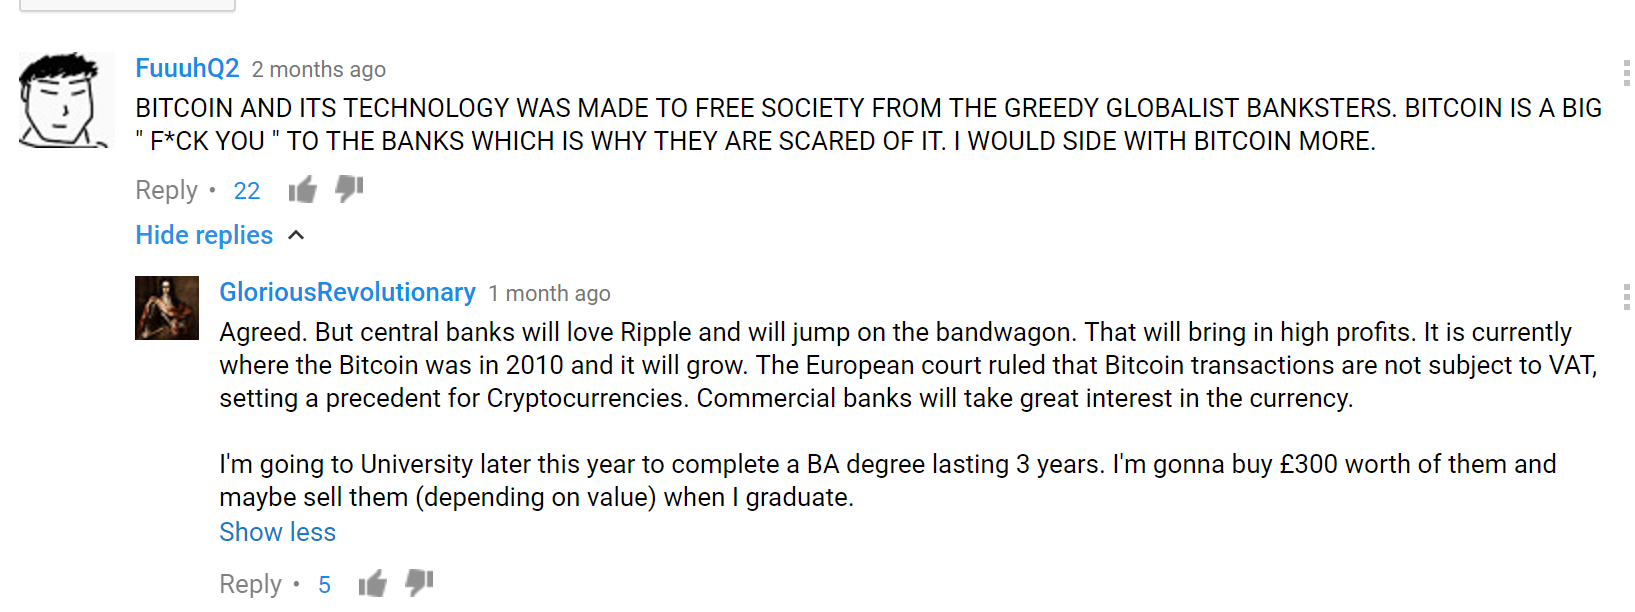 FuuuhQ2 2 months ago
BITCOIN AND ITS TECHNOLOGY WAS MADE TO FREE SOCIETY FROM THE GREEDY GLOBALIST BANKSTERS. BITCOIN IS A BIG
" F*CK YOU " TO THE BANKS WHICH IS WHY THEY ARE SCARED OF IT. I WOULD SIDE WITH BITCOIN MORE.
Reply • 22
Hide replies
GloriousRevolutionary 1 month ago
Agreed. But central banks will love Ripple and will jump on the bandwagon. That will bring in high profits. It is currently
where the Bitcoin was in 2010 and it will grow. The European court ruled that Bitcoin transactions are not subject to VAT,
setting a precedent for Cryptocurrencies. Commercial banks will take great interest in the currency.
I'm going to University later this year to complete a BA degree lasting 3 years. I'm gonna buy £300 worth of them and
maybe sell them (depending on value) when I graduate.
Show less
Reply • 5